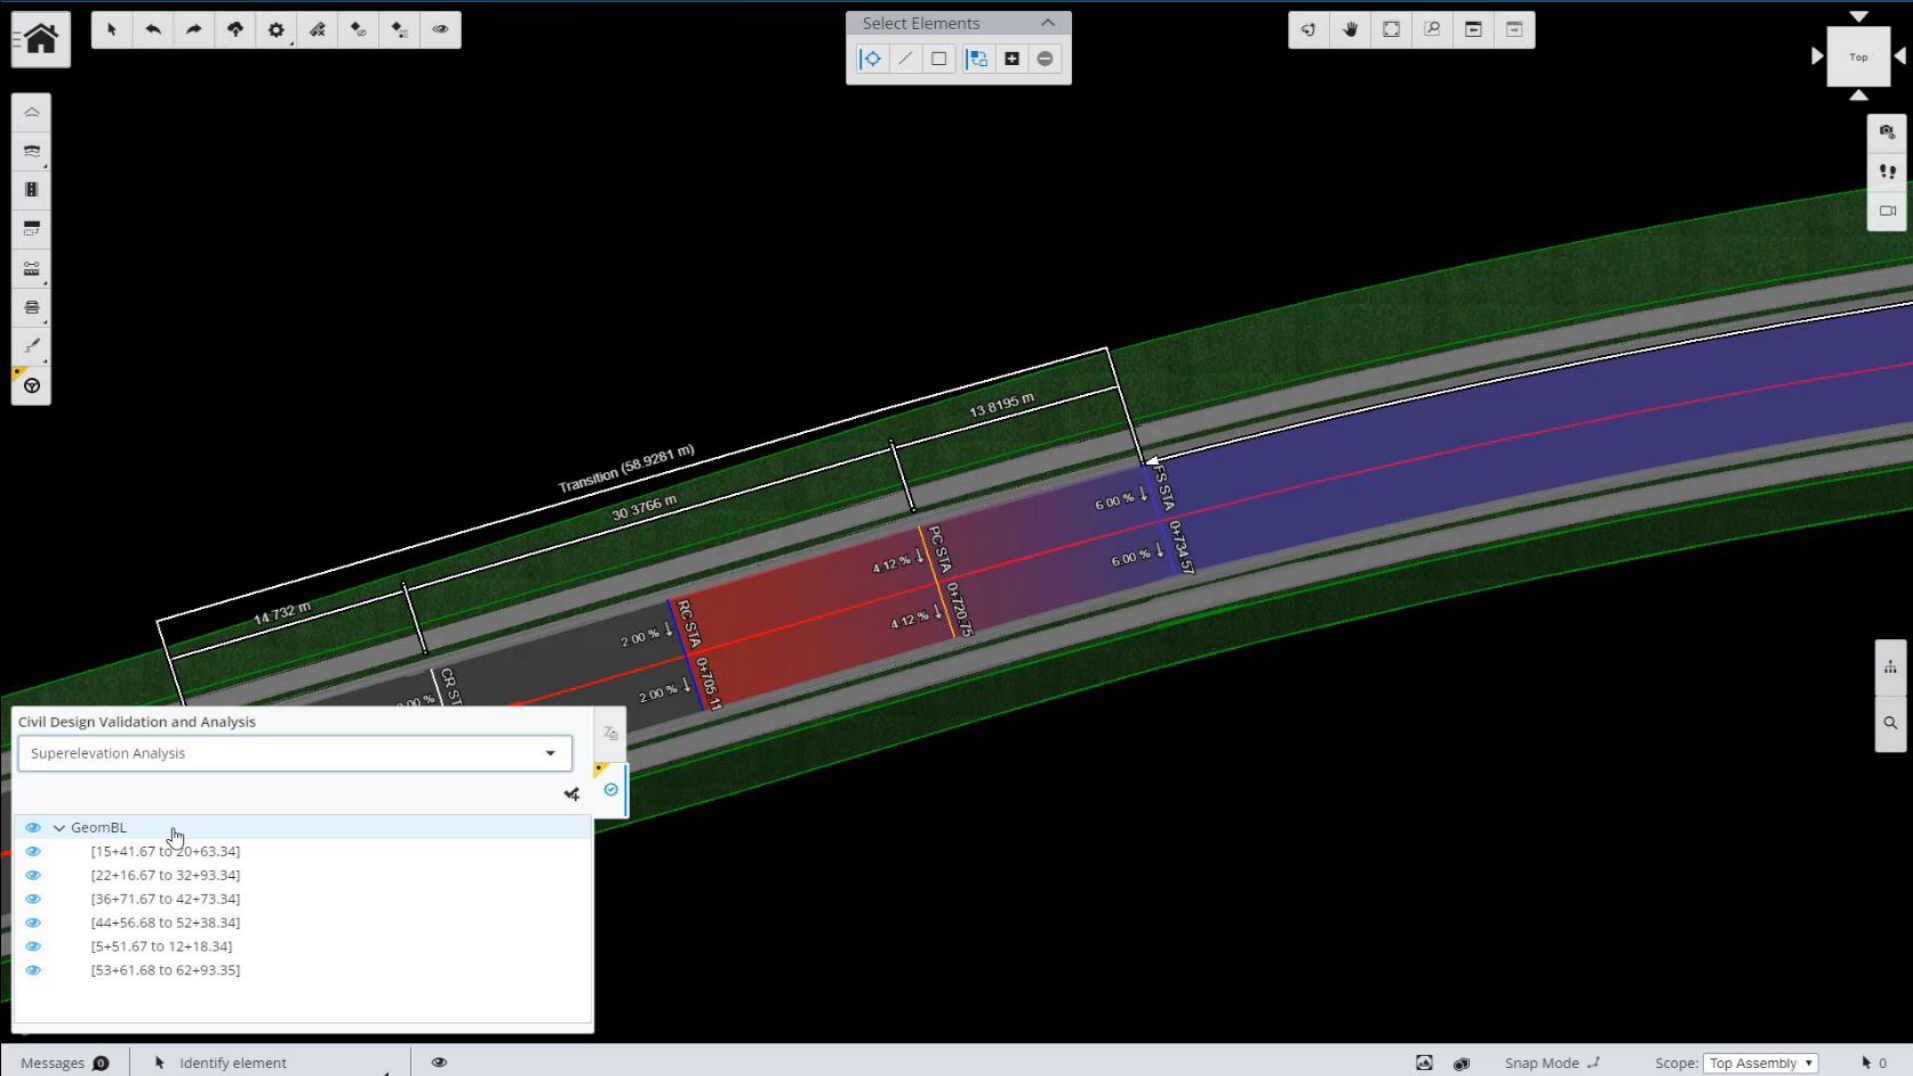 Select Elements
Top
13.8195 m
Transition (58.9281 m)
30.3766 m
14.732 m
6.00 %
FS STA 0+734.57
6.00 %
4.12 %
PC STA 0+720.75
4.12 %
2.00 %
RC STA 0+705.11
2.00 %
CR
Civil Design Validation and Analysis
Superelevation Analysis
GeomBL
[15+41.67 to 20+63.34]
[22+16.67 to 32+93.34]
[36+71.67 to 42+73.34]
[44+56.68 to 52+38.34]
[5+51.67 to 12+18.34]
[53+61.68 to 62+93.35]
Messages 0
Identify element
Snap Mode
Scope: Top Assembly
0